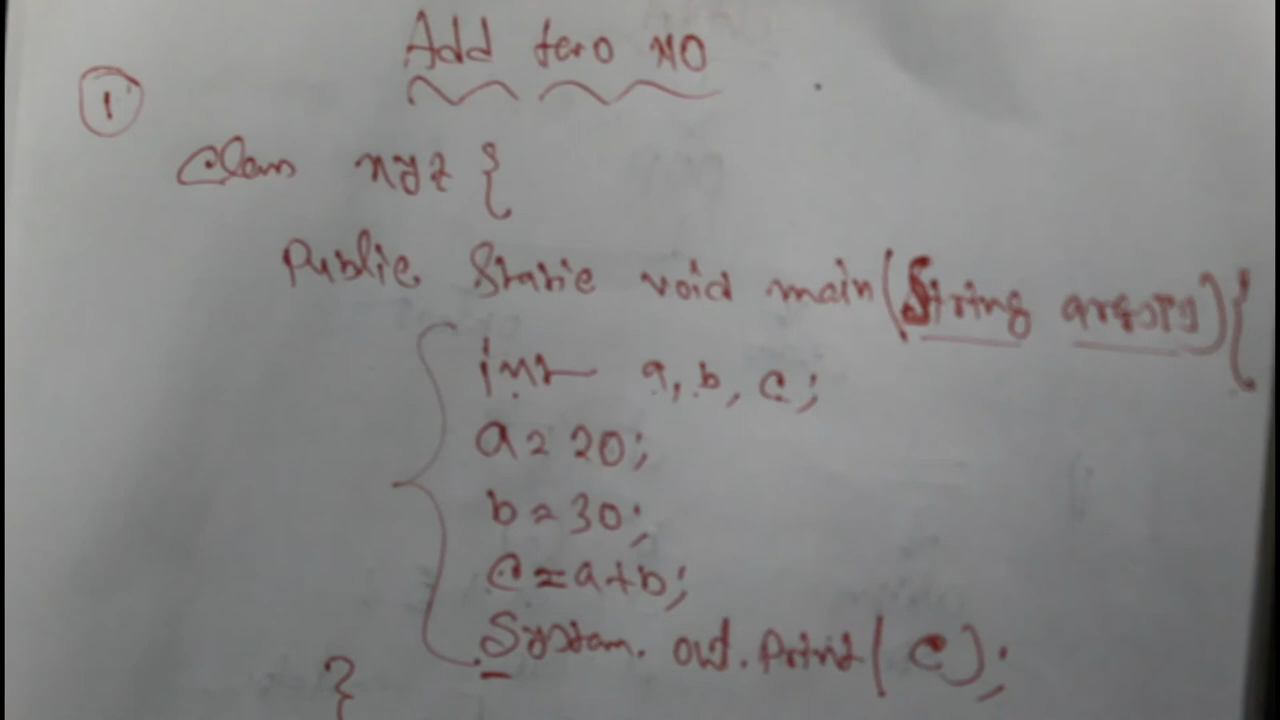 Add two NO
1
Class xyz {
Public Static void main(String args[]){
int a, b, c;
a = 20;
b = 30;
c = a+b;
System. out. Print( c );
}